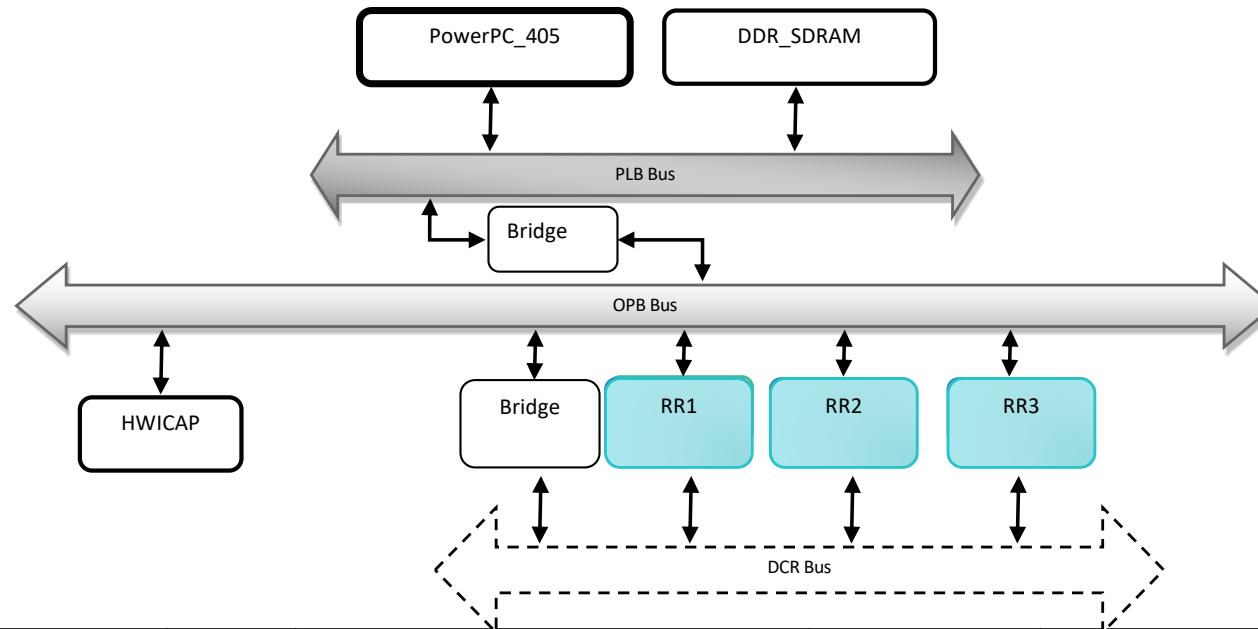 PowerPC_405
DDR_SDRAM
PLB Bus
Bridge
OPB Bus
HWICAP
Bridge
RR1
RR2
RR3
DCR Bus